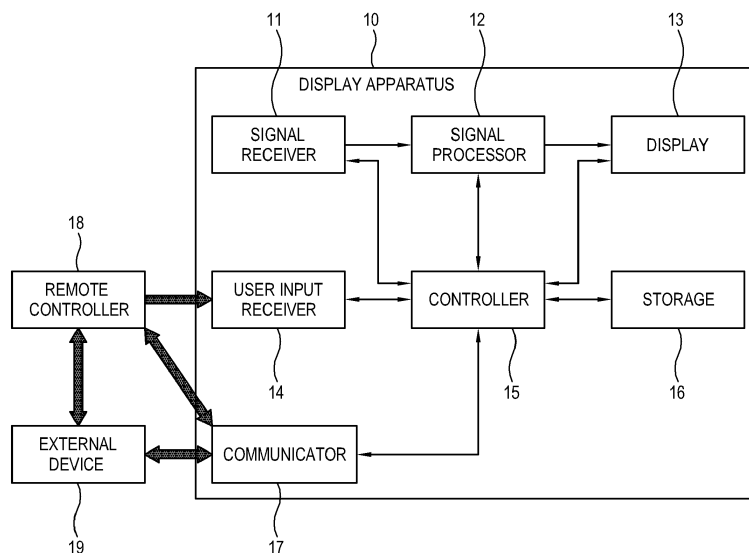 11
10
12
13
DISPLAY APPARATUS
SIGNAL
RECEIVER
SIGNAL
PROCESSOR
DISPLAY
18
REMOTE
CONTROLLER
USER INPUT
RECEIVER
CONTROLLER
STORAGE
14
15
16
EXTERNAL
DEVICE
COMMUNICATOR
19
17